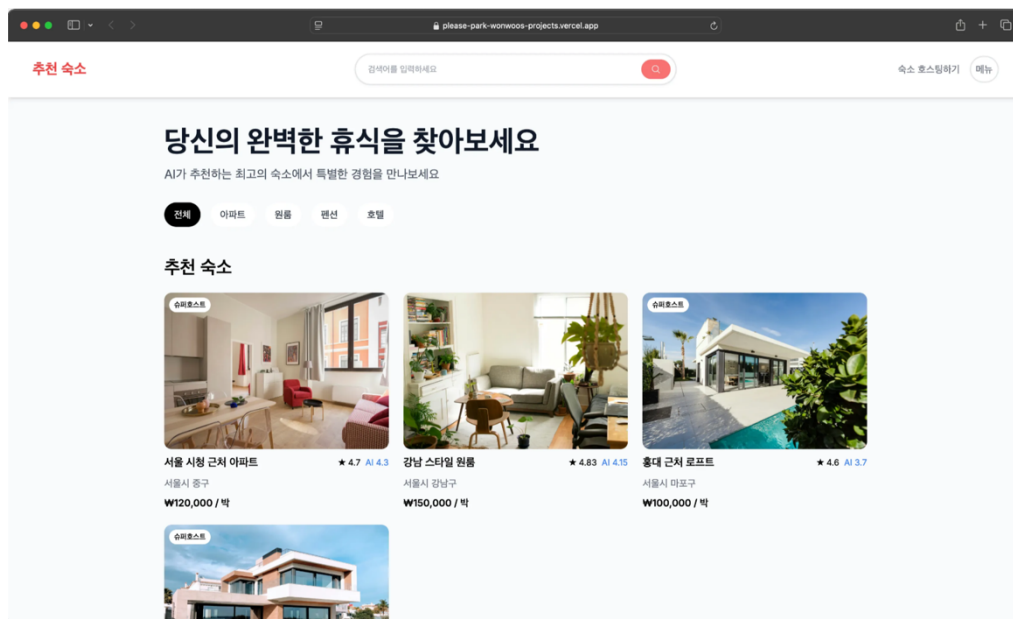 please-park-wonwoos-projects.vercel.app
추천 숙소
검색어를 입력하세요
숙소 호스팅하기
메뉴
당신의 완벽한 휴식을 찾아보세요
AI가 추천하는 최고의 숙소에서 특별한 경험을 만나보세요
전체 아파트 원룸 펜션 호텔
추천 숙소
슈퍼호스트
서울 시청 근처 아파트 ★ 4.7 AI 4.3
서울시 중구
₩120,000 / 박
강남 스타일 원룸 ★ 4.83 AI 4.15
서울시 강남구
₩150,000 / 박
슈퍼호스트
홍대 근처 로프트 ★ 4.6 AI 3.7
서울시 마포구
₩100,000 / 박
슈퍼호스트